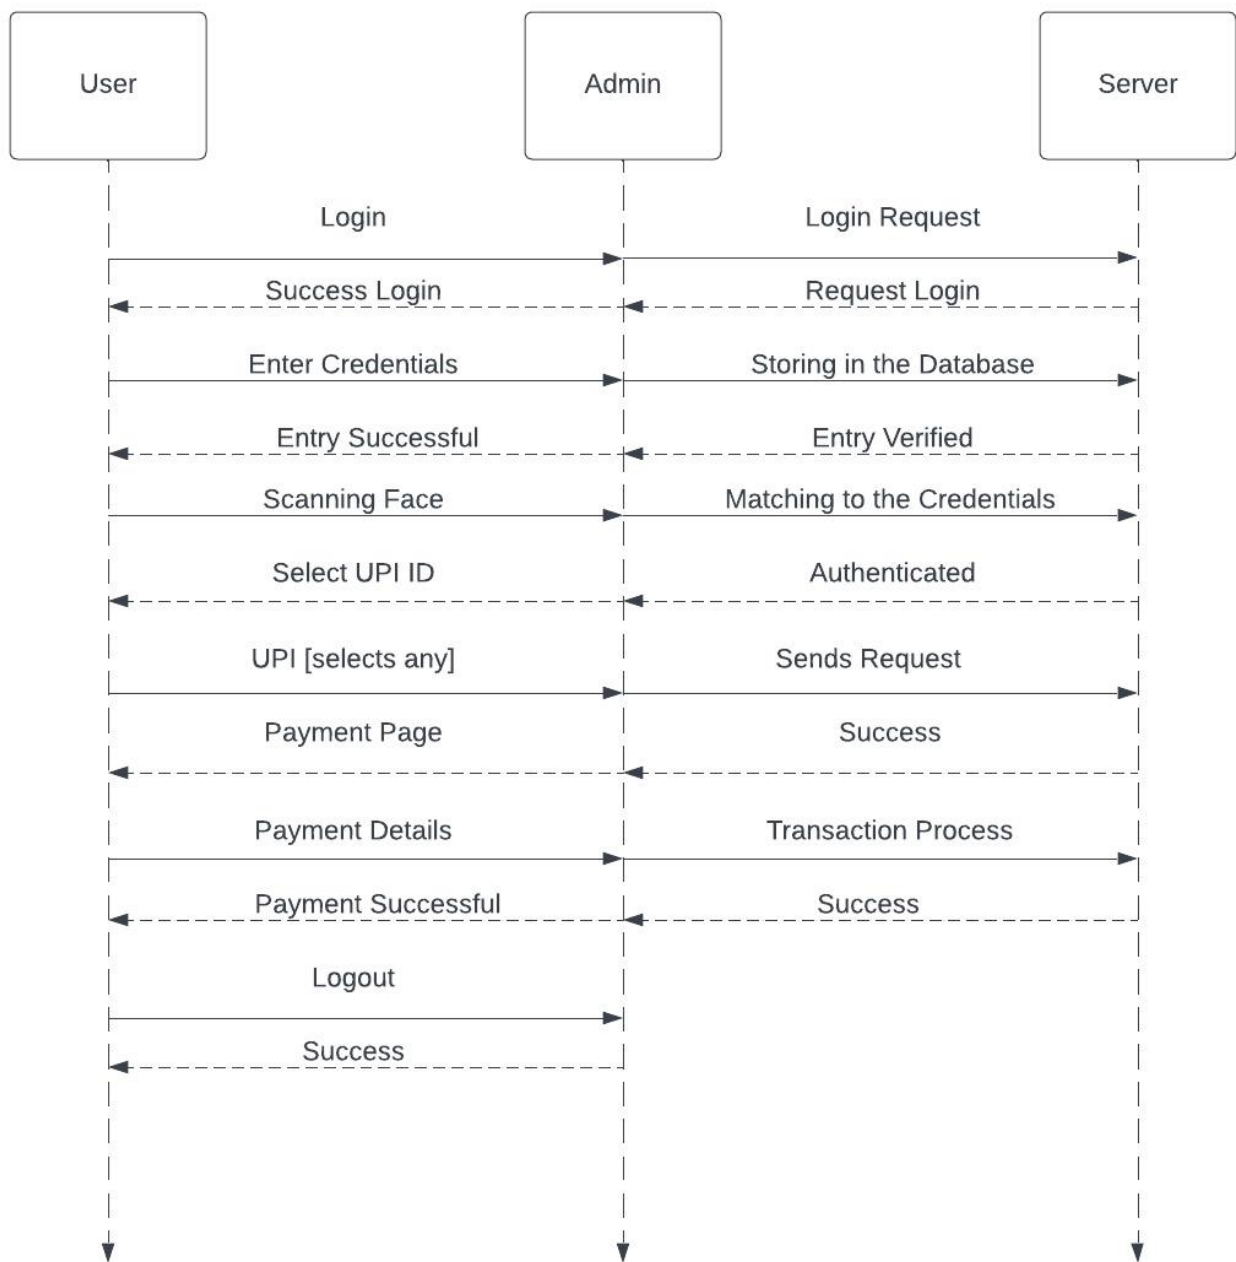 User
Admin
Server
Login
Login Request
Success Login
Request Login
Enter Credentials
Storing in the Database
Entry Successful
Entry Verified
Scanning Face
Matching to the Credentials
Select UPI ID
Authenticated
UPI [selects any]
Sends Request
Payment Page
Success
Payment Details
Transaction Process
Payment Successful
Success
Logout
Success